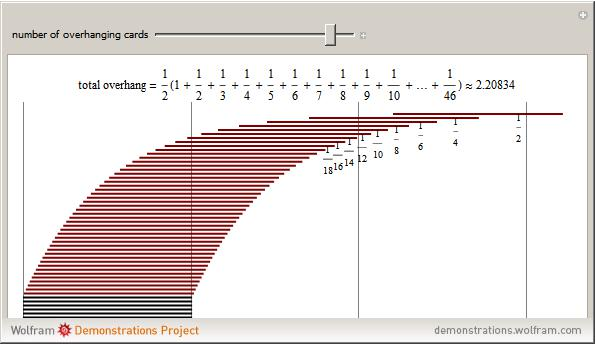 number of overhanging cards
total overhang = 1/2 (1 + 1/2 + 1/3 + 1/4 + 1/5 + 1/6 + 1/7 + 1/8 + 1/9 + 1/10 + ... + 1/46) ≈ 2.20834
1/18 1/16 1/14 1/12 1/10 1/8 1/6 1/4 1/2
Wolfram Demonstrations Project
demonstrations.wolfram.com